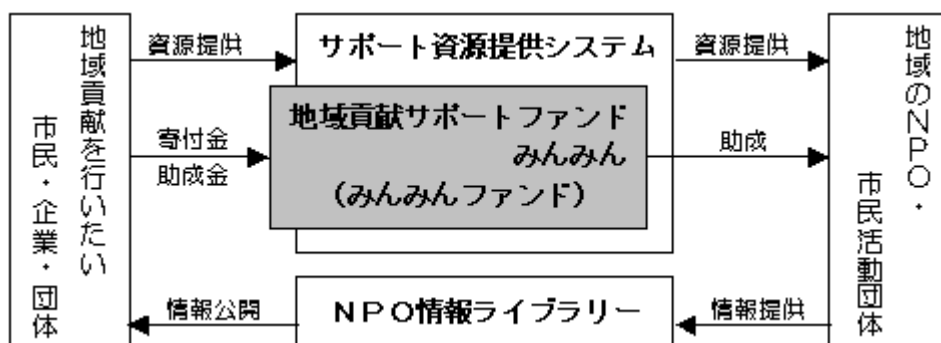 地域貢献を行いたい
市民・企業・団体
資源提供
サポート資源提供システム
資源提供
寄付金
助成金
地域貢献サポートファンド
みんみん
（みんみんファンド）
助成
情報公開
ＮＰＯ情報ライブラリー
情報提供
地域のＮＰＯ・
市民活動団体